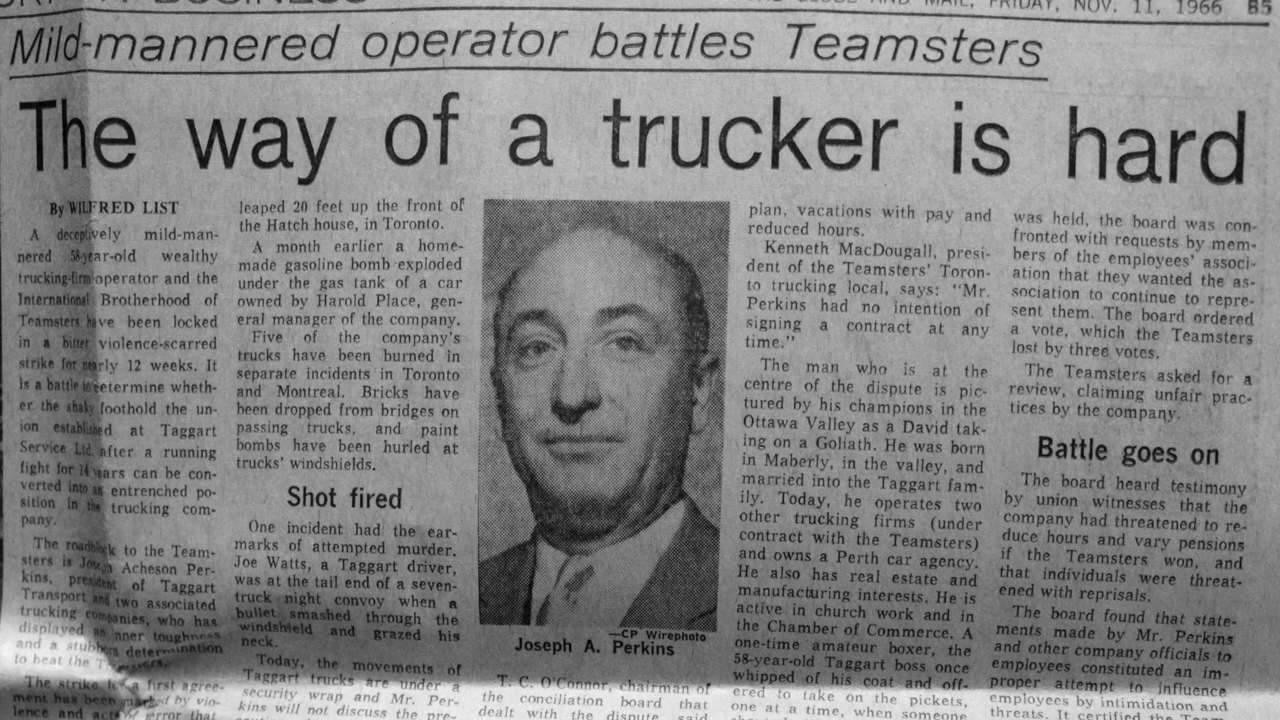 GLOBE AND MAIL, FRIDAY, NOV. 11, 1966 B5
Mild-mannered operator battles Teamsters
The way of a trucker is hard
By WILFRED LIST
A deceptively mild-man-
nered 58-year-old wealthy
trucking-firm operator and the
International Brotherhood of
Teamsters have been locked
in a bitter violence-scarred
strike for nearly 12 weeks. It
is a battle to determine wheth-
er the shaky foothold the un-
ion established at Taggart
Service Ltd. after a running
fight for 14 years can be con-
verted into an entrenched po-
sition in the trucking com-
pany.
The roadblock to the Team-
sters is Joseph Acheson Per-
kins, president of Taggart
Transport and two associated
trucking companies, who has
displayed an inner toughness
and a stubborn determination
to beat the Teamsters.
The strike for a first agree-
ment has been marked by vio-
lence and acts of terror that
leaped 20 feet up the front of
the Hatch house, in Toronto.
A month earlier a home-
made gasoline bomb exploded
under the gas tank of a car
owned by Harold Place, gen-
eral manager of the company.
Five of the company's
trucks have been burned in
separate incidents in Toronto
and Montreal. Bricks have
been dropped from bridges on
passing trucks, and paint
bombs have been hurled at
trucks' windshields.
Shot fired
One incident had the ear-
marks of attempted murder.
Joe Watts, a Taggart driver,
was at the tail end of a seven-
truck night convoy when a
bullet smashed through the
windshield and grazed his
neck.
Today, the movements of
Taggart trucks are under a
security wrap and Mr. Per-
kins will not discuss the pre-
—CP Wirephoto
Joseph A. Perkins
T. C. O'Connor, chairman of
the conciliation board that
dealt with the dispute, said
plan, vacations with pay and
reduced hours.
Kenneth MacDougall, presi-
dent of the Teamsters' Toron-
to trucking local, says: "Mr.
Perkins had no intention of
signing a contract at any
time."
The man who is at the
centre of the dispute is pic-
tured by his champions in the
Ottawa Valley as a David tak-
ing on a Goliath. He was born
in Maberly, in the valley, and
married into the Taggart fam-
ily. Today, he operates two
other trucking firms (under
contract with the Teamsters)
and owns a Perth car agency.
He also has real estate and
manufacturing interests. He is
active in church work and in
the Chamber of Commerce. A
one-time amateur boxer, the
58-year-old Taggart boss once
whipped of his coat and off-
ered to take on the pickets,
one at a time, when someone
was held, the board was con-
fronted with requests by mem-
bers of the employees' associ-
ation that they wanted the as-
sociation to continue to repre-
sent them. The board ordered
a vote, which the Teamsters
lost by three votes.
The Teamsters asked for a
review, claiming unfair prac-
tices by the company.
Battle goes on
The board heard testimony
by union witnesses that the
company had threatened to re-
duce hours and vary pensions
if the Teamsters won, and
that individuals were threat-
ened with reprisals.
The board found that state-
ments made by Mr. Perkins
and other company officials to
employees constituted an im-
proper attempt to influence
employees by intimidation and
threats. It certified the